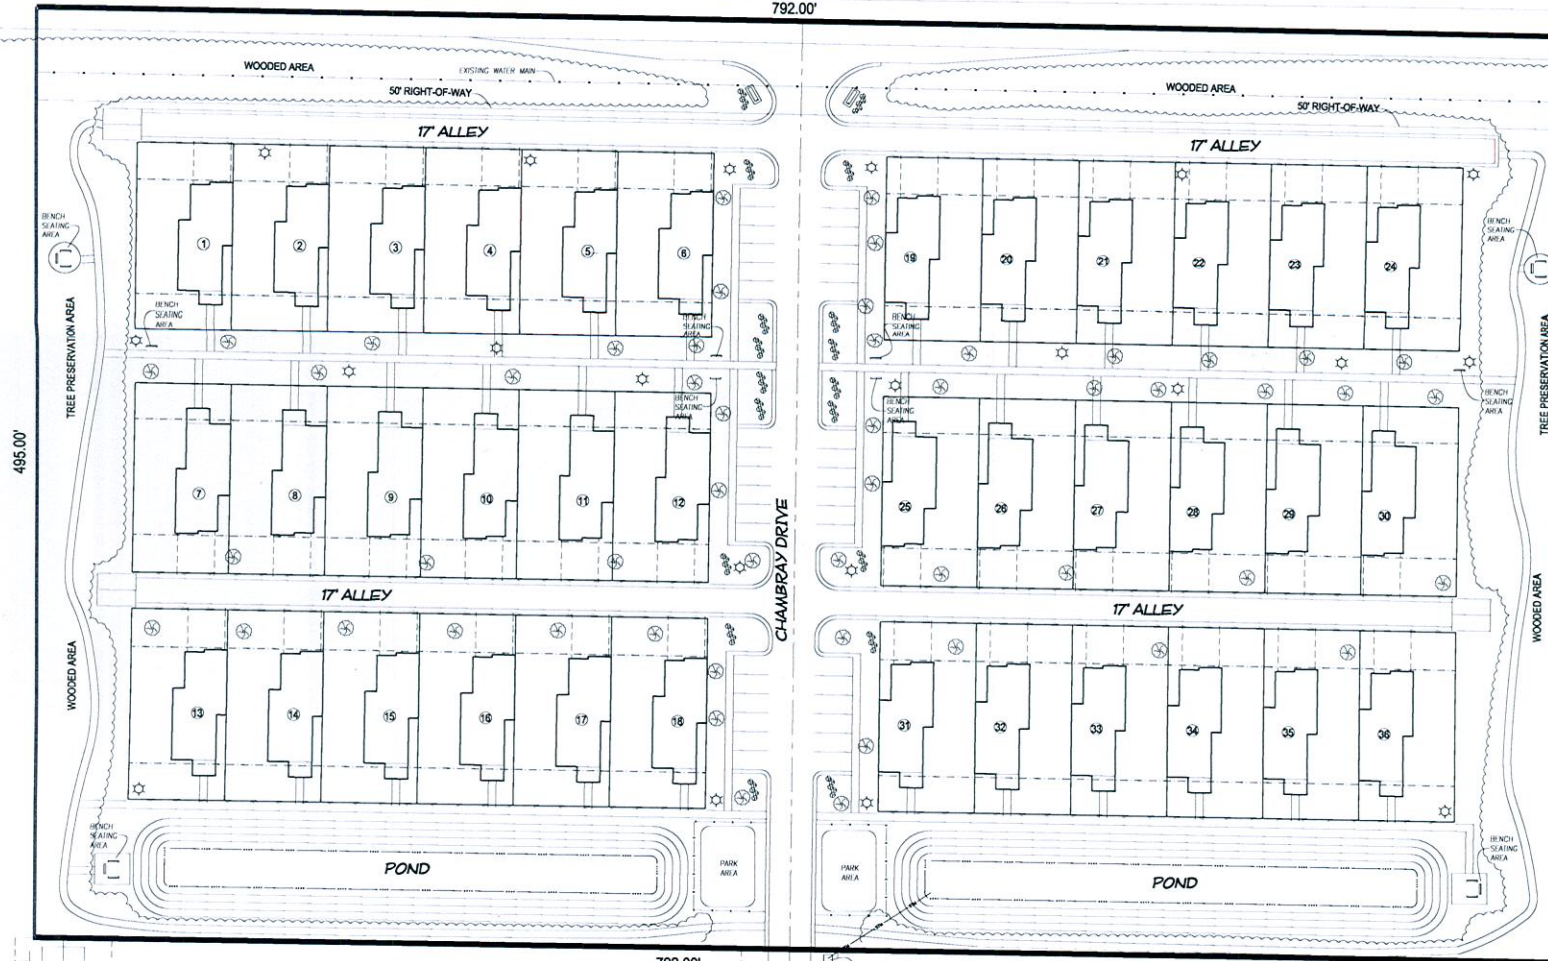 792.00'
WOODED AREA
EXISTING WATER MAIN
50' RIGHT-OF-WAY
WOODED AREA
50' RIGHT-OF-WAY
17' ALLEY
17' ALLEY
BENCH
SEATING
AREA
1
2
3
4
5
6
19
20
21
22
23
24
BENCH
SEATING
AREA
BENCH
SEATING
AREA
BENCH
SEATING
AREA
BENCH
SEATING
AREA
TREE PRESERVATION AREA
TREE PRESERVATION AREA
BENCH
SEATING
AREA
BENCH
SEATING
AREA
BENCH
SEATING
AREA
495.00'
7
8
9
10
11
12
25
26
27
28
29
30
CHAMBRAY DRIVE
17' ALLEY
17' ALLEY
WOODED AREA
WOODED AREA
13
14
15
16
17
18
31
32
33
34
35
36
BENCH
SEATING
AREA
POND
PARK
AREA
PARK
AREA
POND
BENCH
SEATING
AREA